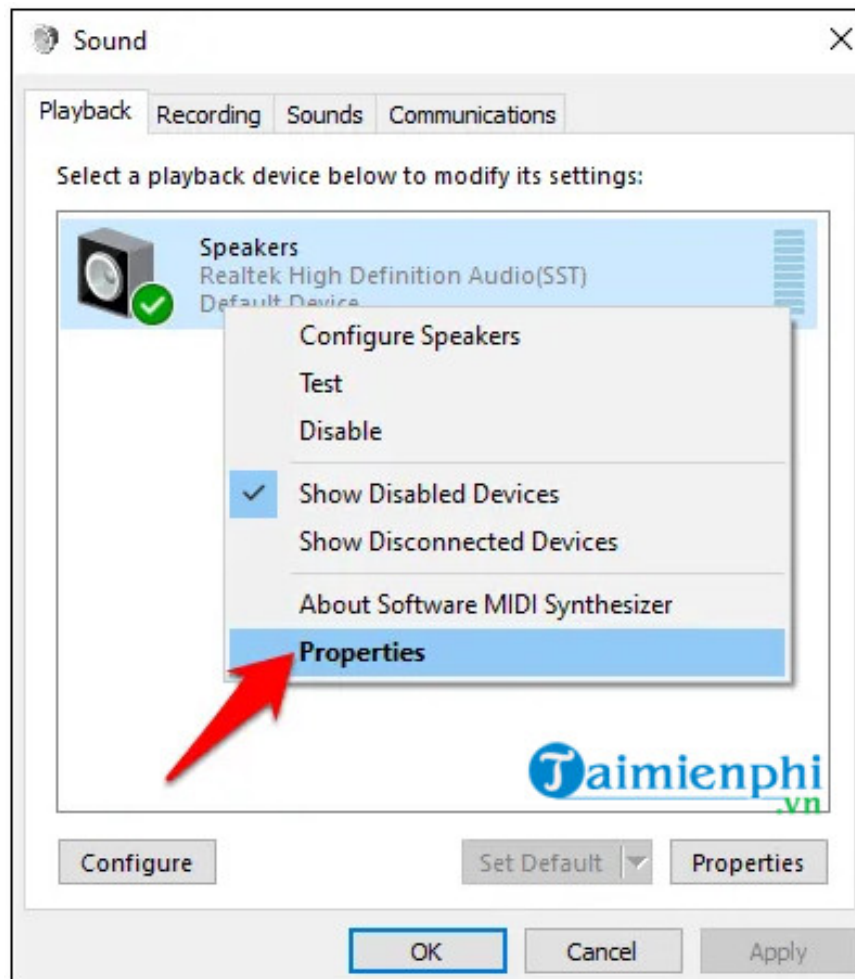 Sound
Playback Recording Sounds Communications
Select a playback device below to modify its settings:
Speakers
Realtek High Definition Audio(SST)
Default Device
Configure Speakers
Test
Disable
Show Disabled Devices
Show Disconnected Devices
About Software MIDI Synthesizer
Properties
Taimienphi
.vn
Configure Set Default Properties
OK Cancel Apply